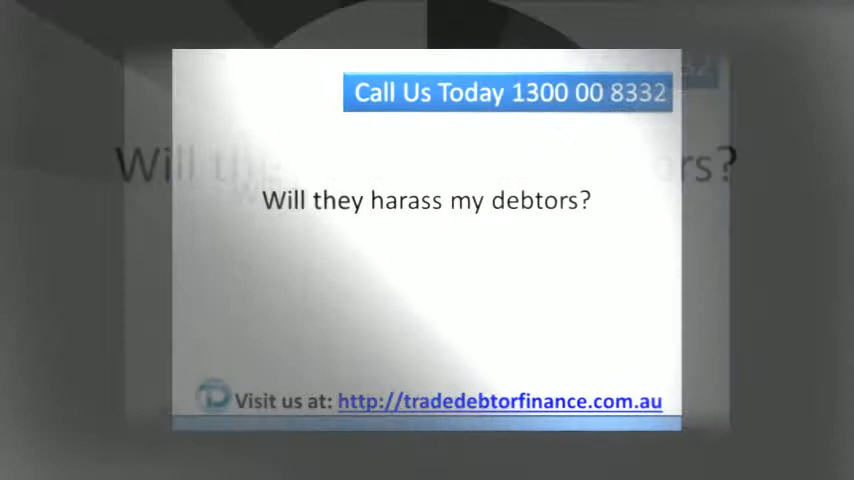 Call Us Today 1300 00 8332
Will they harass my debtors?
Visit us at: http://tradedebtorfinance.com.au